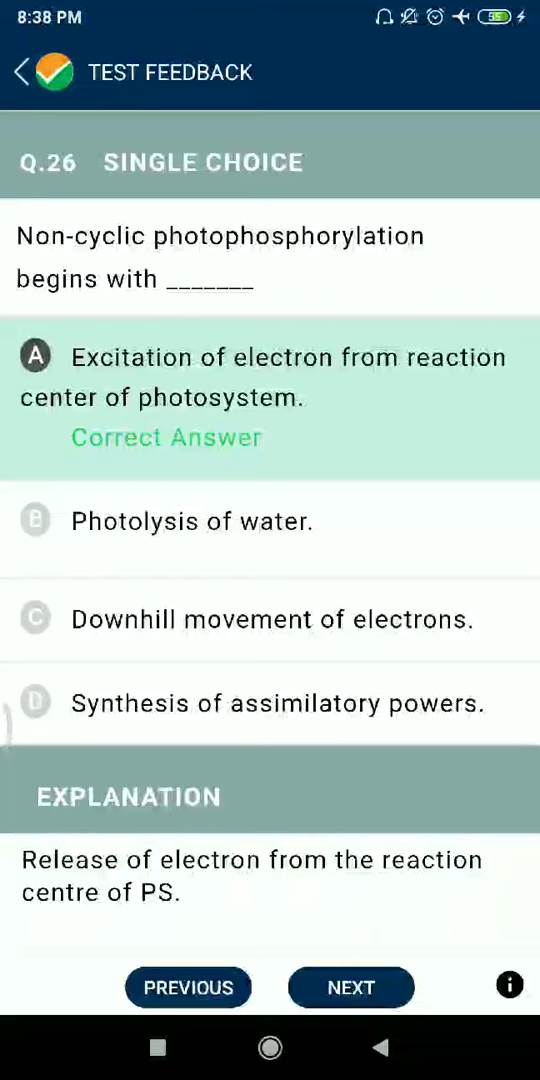 8:38 PM
55
TEST FEEDBACK
Q.26 SINGLE CHOICE
Non-cyclic photophosphorylation
begins with _______
A Excitation of electron from reaction
center of photosystem.
Correct Answer
B Photolysis of water.
C Downhill movement of electrons.
D Synthesis of assimilatory powers.
EXPLANATION
Release of electron from the reaction
centre of PS.
PREVIOUS NEXT i